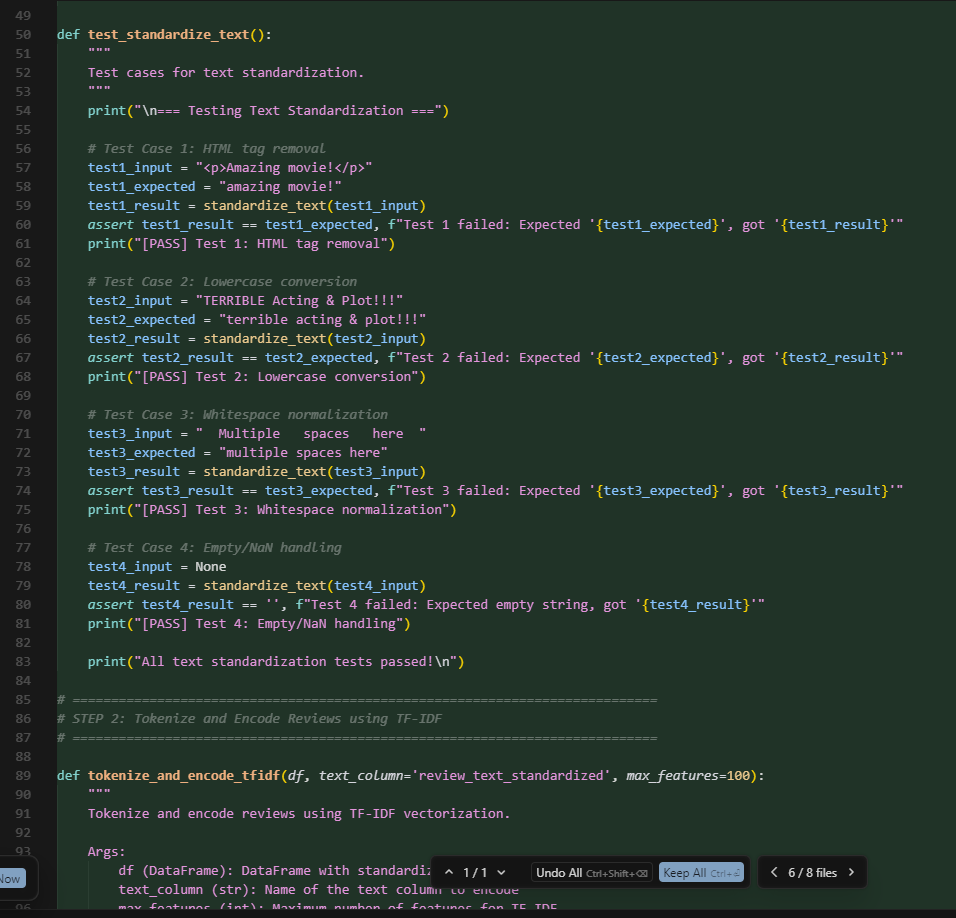 49
50 def test_standardize_text():
51     """
52     Test cases for text standardization.
53     """
54     print("\n=== Testing Text Standardization ===")
55
56     # Test Case 1: HTML tag removal
57     test1_input = "<p>Amazing movie!</p>"
58     test1_expected = "amazing movie!"
59     test1_result = standardize_text(test1_input)
60     assert test1_result == test1_expected, f"Test 1 failed: Expected '{test1_expected}', got '{test1_result}'"
61     print("[PASS] Test 1: HTML tag removal")
62
63     # Test Case 2: Lowercase conversion
64     test2_input = "TERRIBLE Acting & Plot!!!"
65     test2_expected = "terrible acting & plot!!!"
66     test2_result = standardize_text(test2_input)
67     assert test2_result == test2_expected, f"Test 2 failed: Expected '{test2_expected}', got '{test2_result}'"
68     print("[PASS] Test 2: Lowercase conversion")
69
70     # Test Case 3: Whitespace normalization
71     test3_input = "  Multiple   spaces   here  "
72     test3_expected = "multiple spaces here"
73     test3_result = standardize_text(test3_input)
74     assert test3_result == test3_expected, f"Test 3 failed: Expected '{test3_expected}', got '{test3_result}'"
75     print("[PASS] Test 3: Whitespace normalization")
76
77     # Test Case 4: Empty/NaN handling
78     test4_input = None
79     test4_result = standardize_text(test4_input)
80     assert test4_result == '', f"Test 4 failed: Expected empty string, got '{test4_result}'"
81     print("[PASS] Test 4: Empty/NaN handling")
82
83     print("All text standardization tests passed!\n")
84
85 # ============================================================================
86 # STEP 2: Tokenize and Encode Reviews using TF-IDF
87 # ============================================================================
88
89 def tokenize_and_encode_tfidf(df, text_column='review_text_standardized', max_features=100):
90     """
91     Tokenize and encode reviews using TF-IDF vectorization.
92
93     Args:
        df (DataFrame): DataFrame with
Now 1 / 1 Undo All Ctrl+Shift+⌫ Keep All 6 / 8 files
        text_column (str): Name of the text column to encode
96         max_features (int): Maximum number of features for TF-IDF